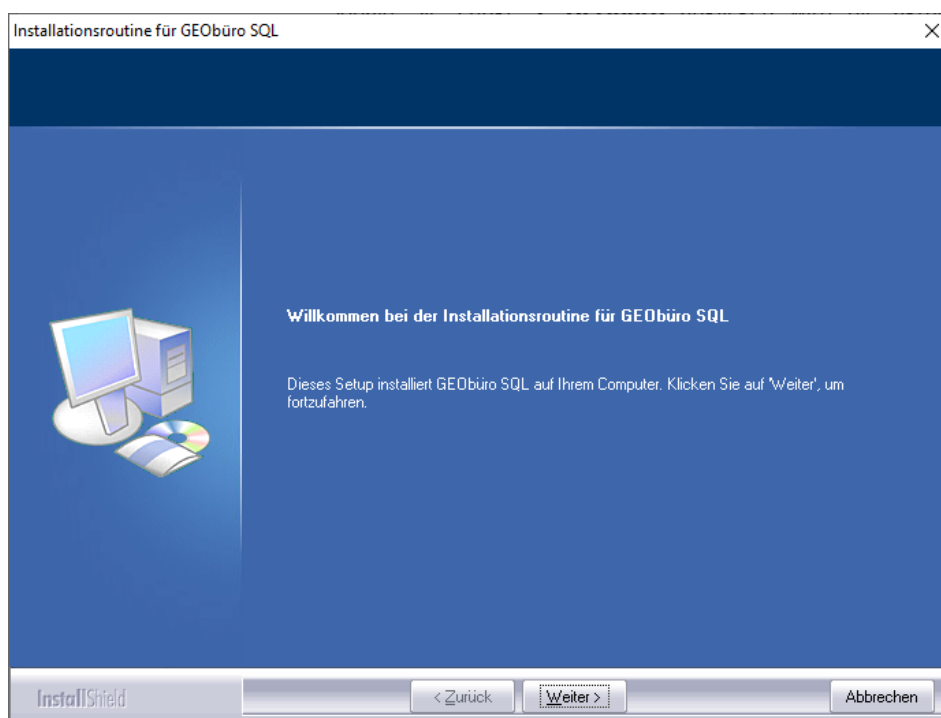 Installationsroutine für GEObüro SQL
Willkommen bei der Installationsroutine für GEObüro SQL
Dieses Setup installiert GEObüro SQL auf Ihrem Computer. Klicken Sie auf 'Weiter', um
fortzufahren.
InstallShield
< Zurück
Weiter >
Abbrechen